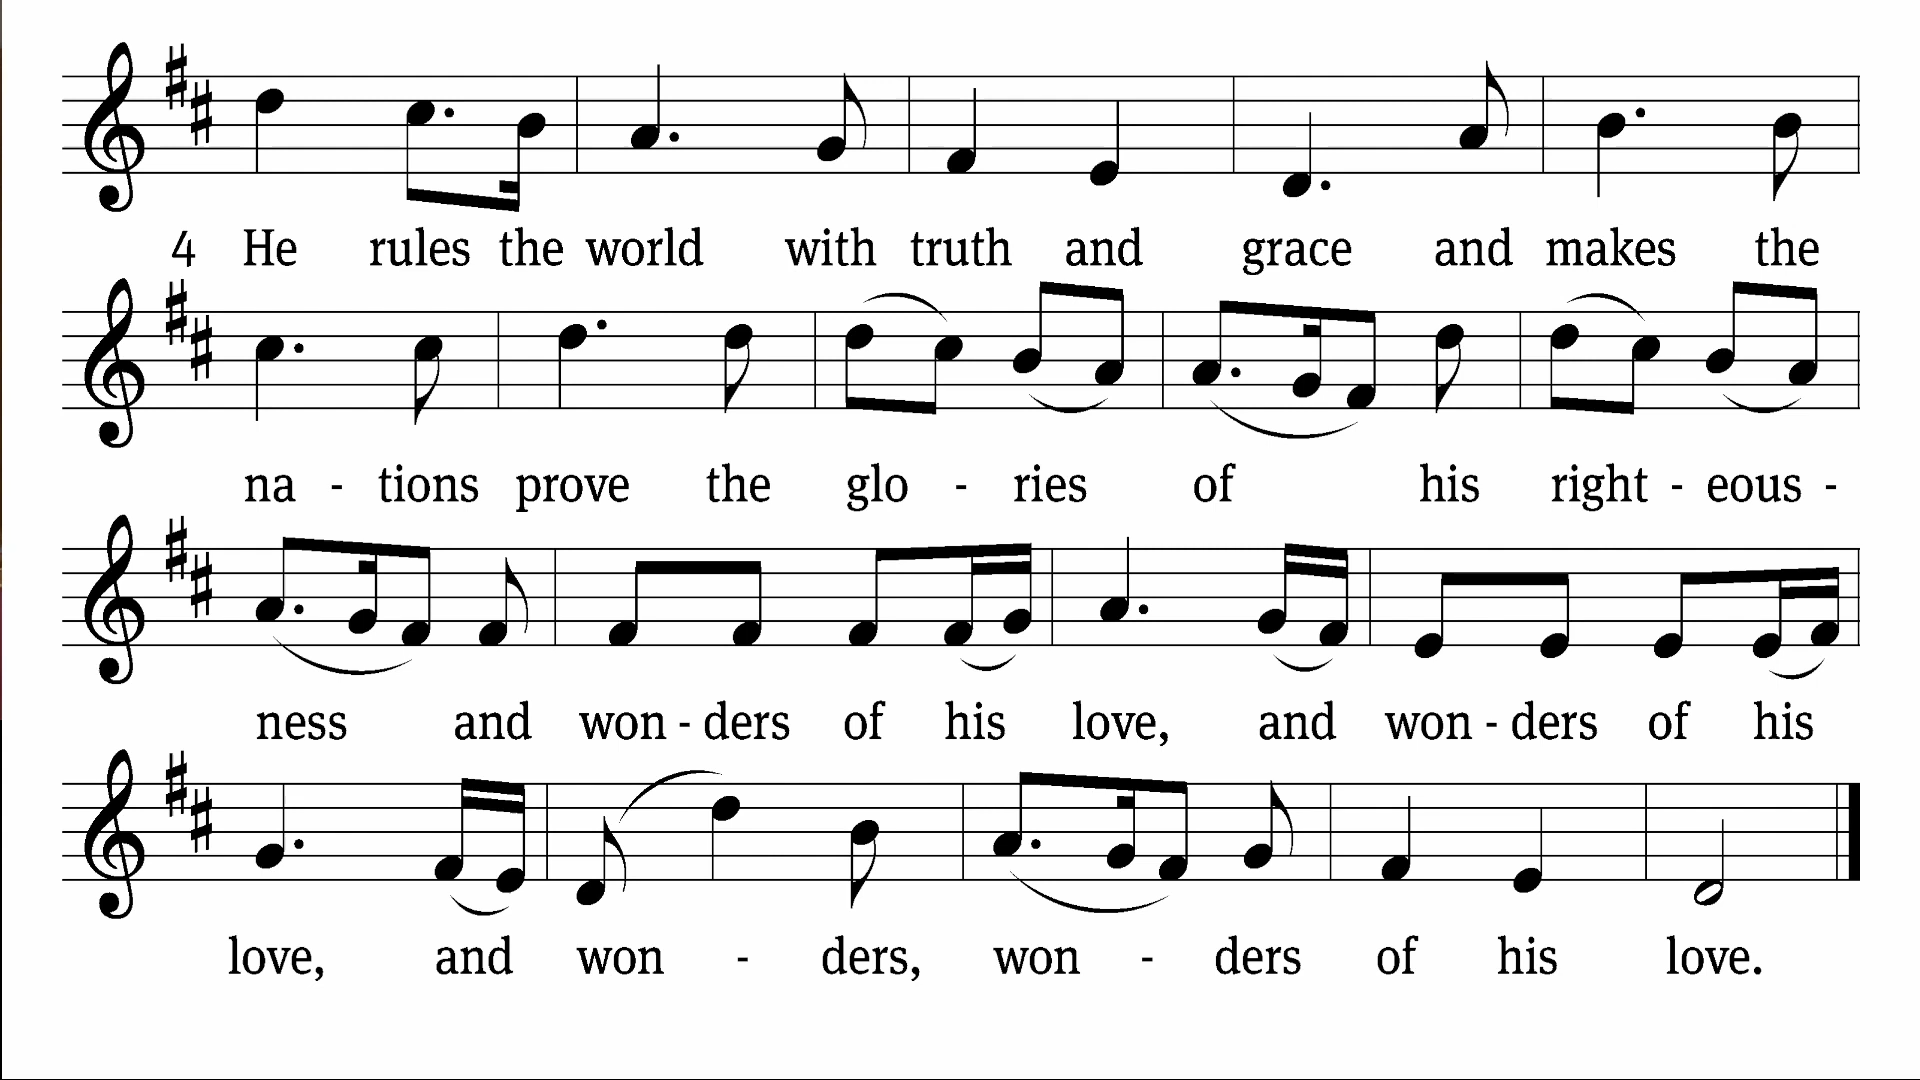 4 He rules the world with truth and grace and makes the
na - tions prove the glo - ries of his right - eous -
ness and won - ders of his love, and won - ders of his
love, and won - ders, won - ders of his love.